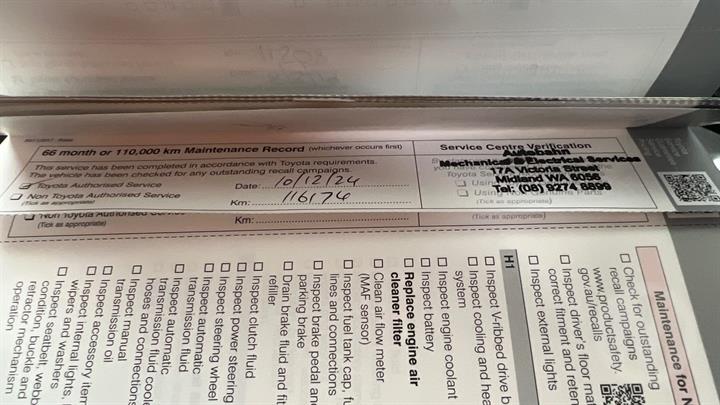 66 month or 110,000 km Maintenance Record (whichever occurs first)
This service has been completed in accordance with Toyota requirements.
The vehicle has been checked for any outstanding recall campaigns.
☑ Toyota Authorised Service
☐ Non Toyota Authorised Service
(Tick as appropriate)
Date: 10/12/24
Km: 116174
Service Centre Verification
Autobahn
Mechanical & Electrical Services
17A Victoria Street
Midland WA 6056
Tel: (08) 9274 8899
Toyota
☐ Using
☐ Using Parts
(Tick as appropriate)
☐ Non Toyota Authorised Service
(Tick as appropriate)
Km:
(Tick as appropriate)
Maintenance for
☐ Check for outstanding
recall campaigns
www.productsafety.
gov.au/recalls
☐ Inspect driver's floor mat
correct fitment and
☐ Inspect external lights
H1
☐ Inspect V-ribbed drive
☐ Inspect cooling and
system
☐ Inspect engine coolant
☐ Inspect battery
☐ Replace engine air
cleaner filter
☐ Clean air flow meter
(MAF sensor)
☐ Inspect fuel tank cap,
lines and connections
☐ Inspect brake pedal
parking brake
☐ Drain brake fluid and
refiller
☐ Inspect clutch fluid
☐ Inspect power steering
☐ Inspect steering wheel
☐ Inspect automatic
transmission fluid
☐ Inspect automatic
transmission fluid
hoses and connections
☐ Inspect manual
transmission oil
☐ Inspect accessory
☐ Inspect internal lights,
wipers and washers
☐ Inspect seatbelt,
condition, buckle and
retractor mechanism
operation